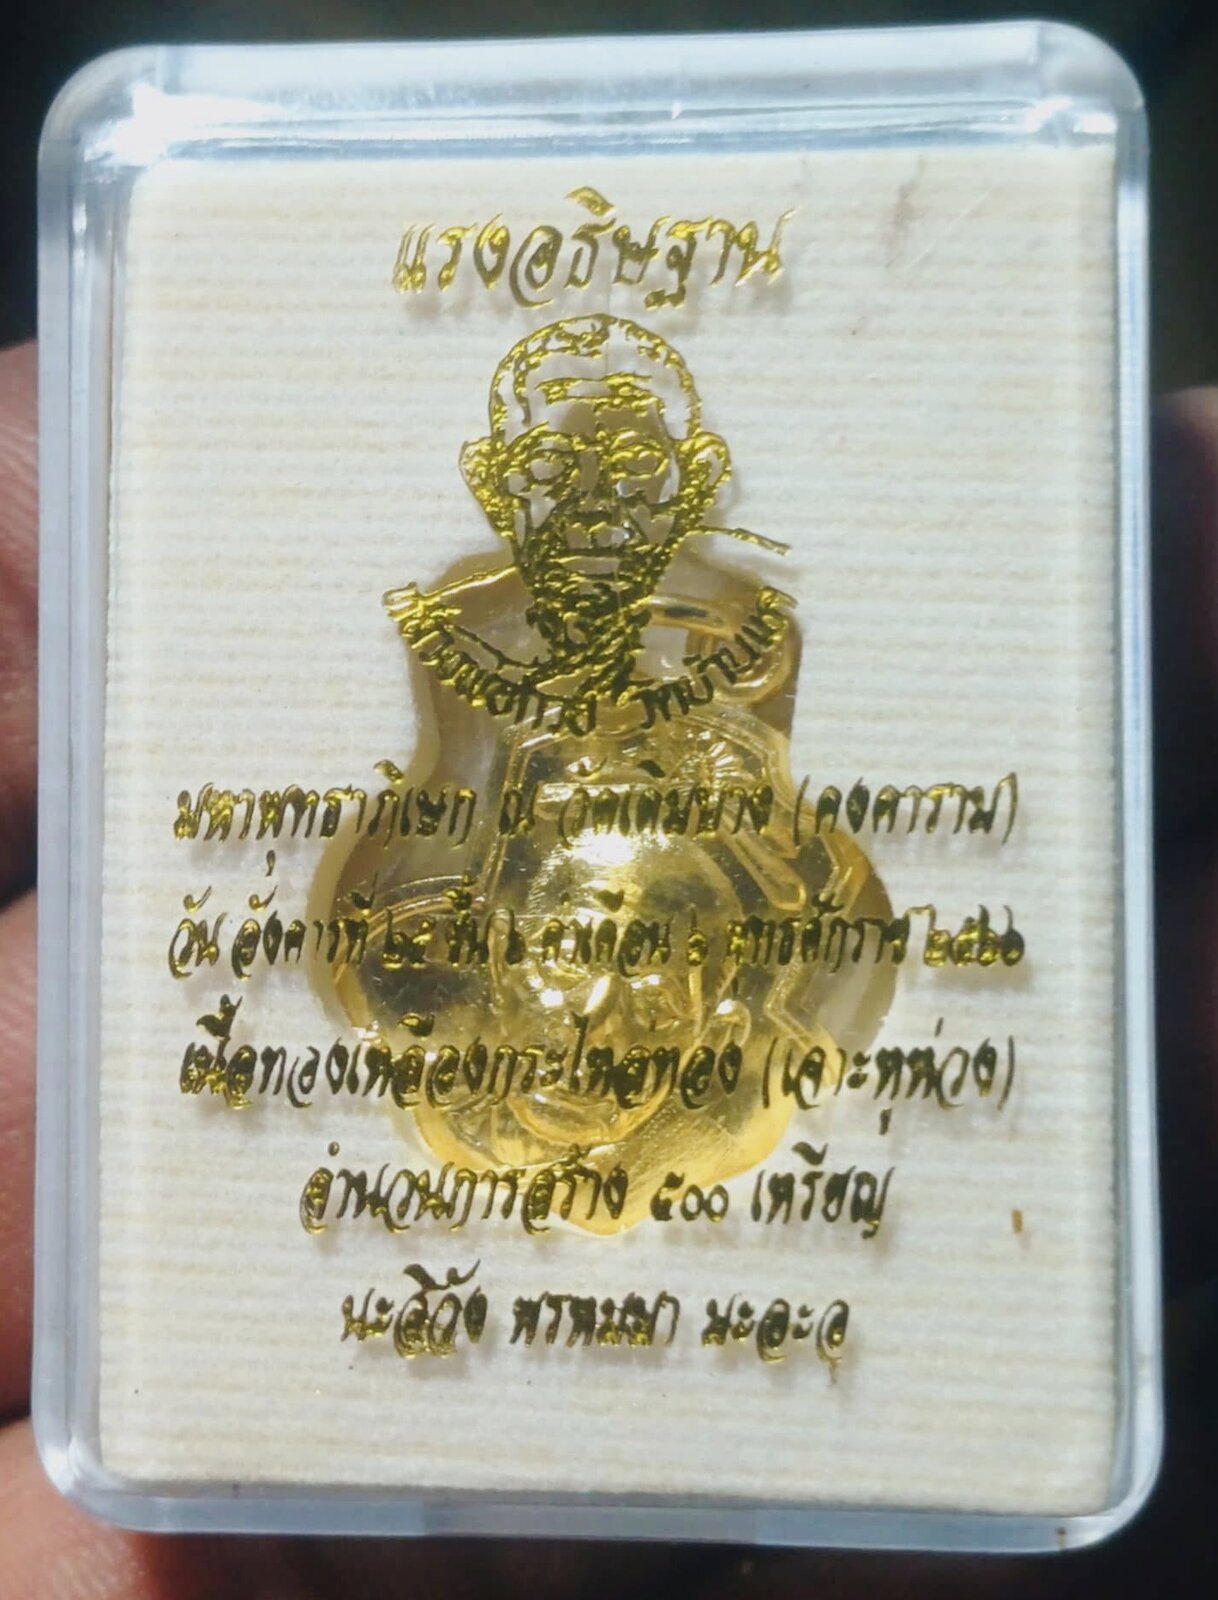 แรงอธิษฐาน
หลวงพ่อกวย วัดบ้านแค
มหาพุทธาภิเษก ณ วัดเดิมบาง (คงคาราม)
วัน อังคารที่ ๒๕ ขึ้น ๖ ค่ำเดือน ๖ พุทธศักราช ๒๕๖๖
เนื้อทองเหลืองกระไหล่ทอง (เจาะหูห่วง)
จำนวนการสร้าง ๕๐๐ เหรียญ
นะสีวัง พรหมมา มะอะอุ